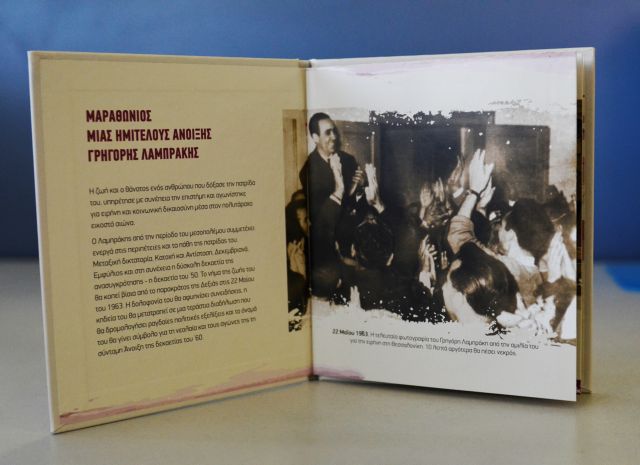 ΜΑΡΑΘΩΝΙΟΣ
ΜΙΑΣ ΗΜΙΤΕΛΟΥΣ ΑΝΟΙΞΗΣ
ΓΡΗΓΟΡΗΣ ΛΑΜΠΡΑΚΗΣ
Η ζωή και ο θάνατος ενός ανθρώπου που δόξασε την πατρίδα
του, υπηρέτησε με συνέπεια την επιστήμη και αγωνίστηκε
για ειρήνη και κοινωνική δικαιοσύνη μέσα στον πολυτάραχο
εικοστό αιώνα.
Ο Λαμπράκης από την περίοδο του μεσοπολέμου συμμετέχει
ενεργά στις περιπέτειες και τα πάθη της πατρίδας του.
Μεταξική δικτατορία, Κατοχή και Αντίσταση, Δεκεμβριανά,
Εμφύλιος και στη συνέχεια η δύσκολη δεκαετία της
ανασυγκρότησης - η δεκαετία του ΄50. Το νήμα της ζωής του
θα κοπεί βίαια από το παρακράτος της Δεξιάς στις 22 Μαΐου
του 1963. Η δολοφονία του θα αφυπνίσει συνειδήσεις, η
κηδεία του θα μετατραπεί σε μια τεράστια διαδήλωση που
θα δρομολογήσει ραγδαίες πολιτικές εξελίξεις και το όνομά
του θα γίνει σύμβολο για τη νεολαία και τους αγώνες της τη
σύντομη Άνοιξη της δεκαετίας του ΄60.
22 Μαΐου 1963. Η τελευταία φωτογραφία του Γρηγόρη Λαμπράκη από την ομιλία του
για την ειρήνη στη Θεσσαλονίκη. 10 λεπτά αργότερα θα πέσει νεκρός.